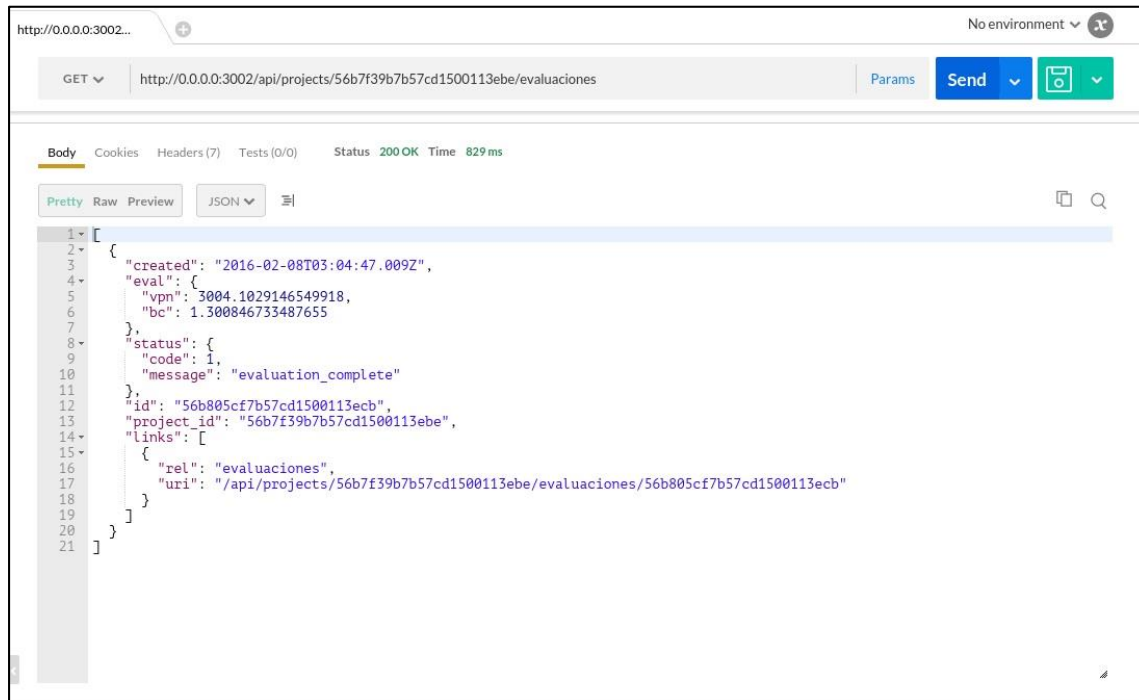 http://0.0.0.0:3002...
No environment
GET http://0.0.0.0:3002/api/projects/56b7f39b7b57cd1500113ebe/evaluaciones Params Send
Body Cookies Headers (7) Tests (0/0) Status 200 OK Time 829 ms
Pretty Raw Preview JSON
1 [
2 {
3 "created": "2016-02-08T03:04:47.009Z",
4 "eval": {
5 "vpn": 3004.1029146549918,
6 "bc": 1.300846733487655
7 },
8 "status": {
9 "code": 1,
10 "message": "evaluation_complete"
11 },
12 "id": "56b805cf7b57cd1500113ecb",
13 "project_id": "56b7f39b7b57cd1500113ebe",
14 "links": [
15 {
16 "rel": "evaluaciones",
17 "uri": "/api/projects/56b7f39b7b57cd1500113ebe/evaluaciones/56b805cf7b57cd1500113ecb"
18 }
19 ]
20 }
21 ]